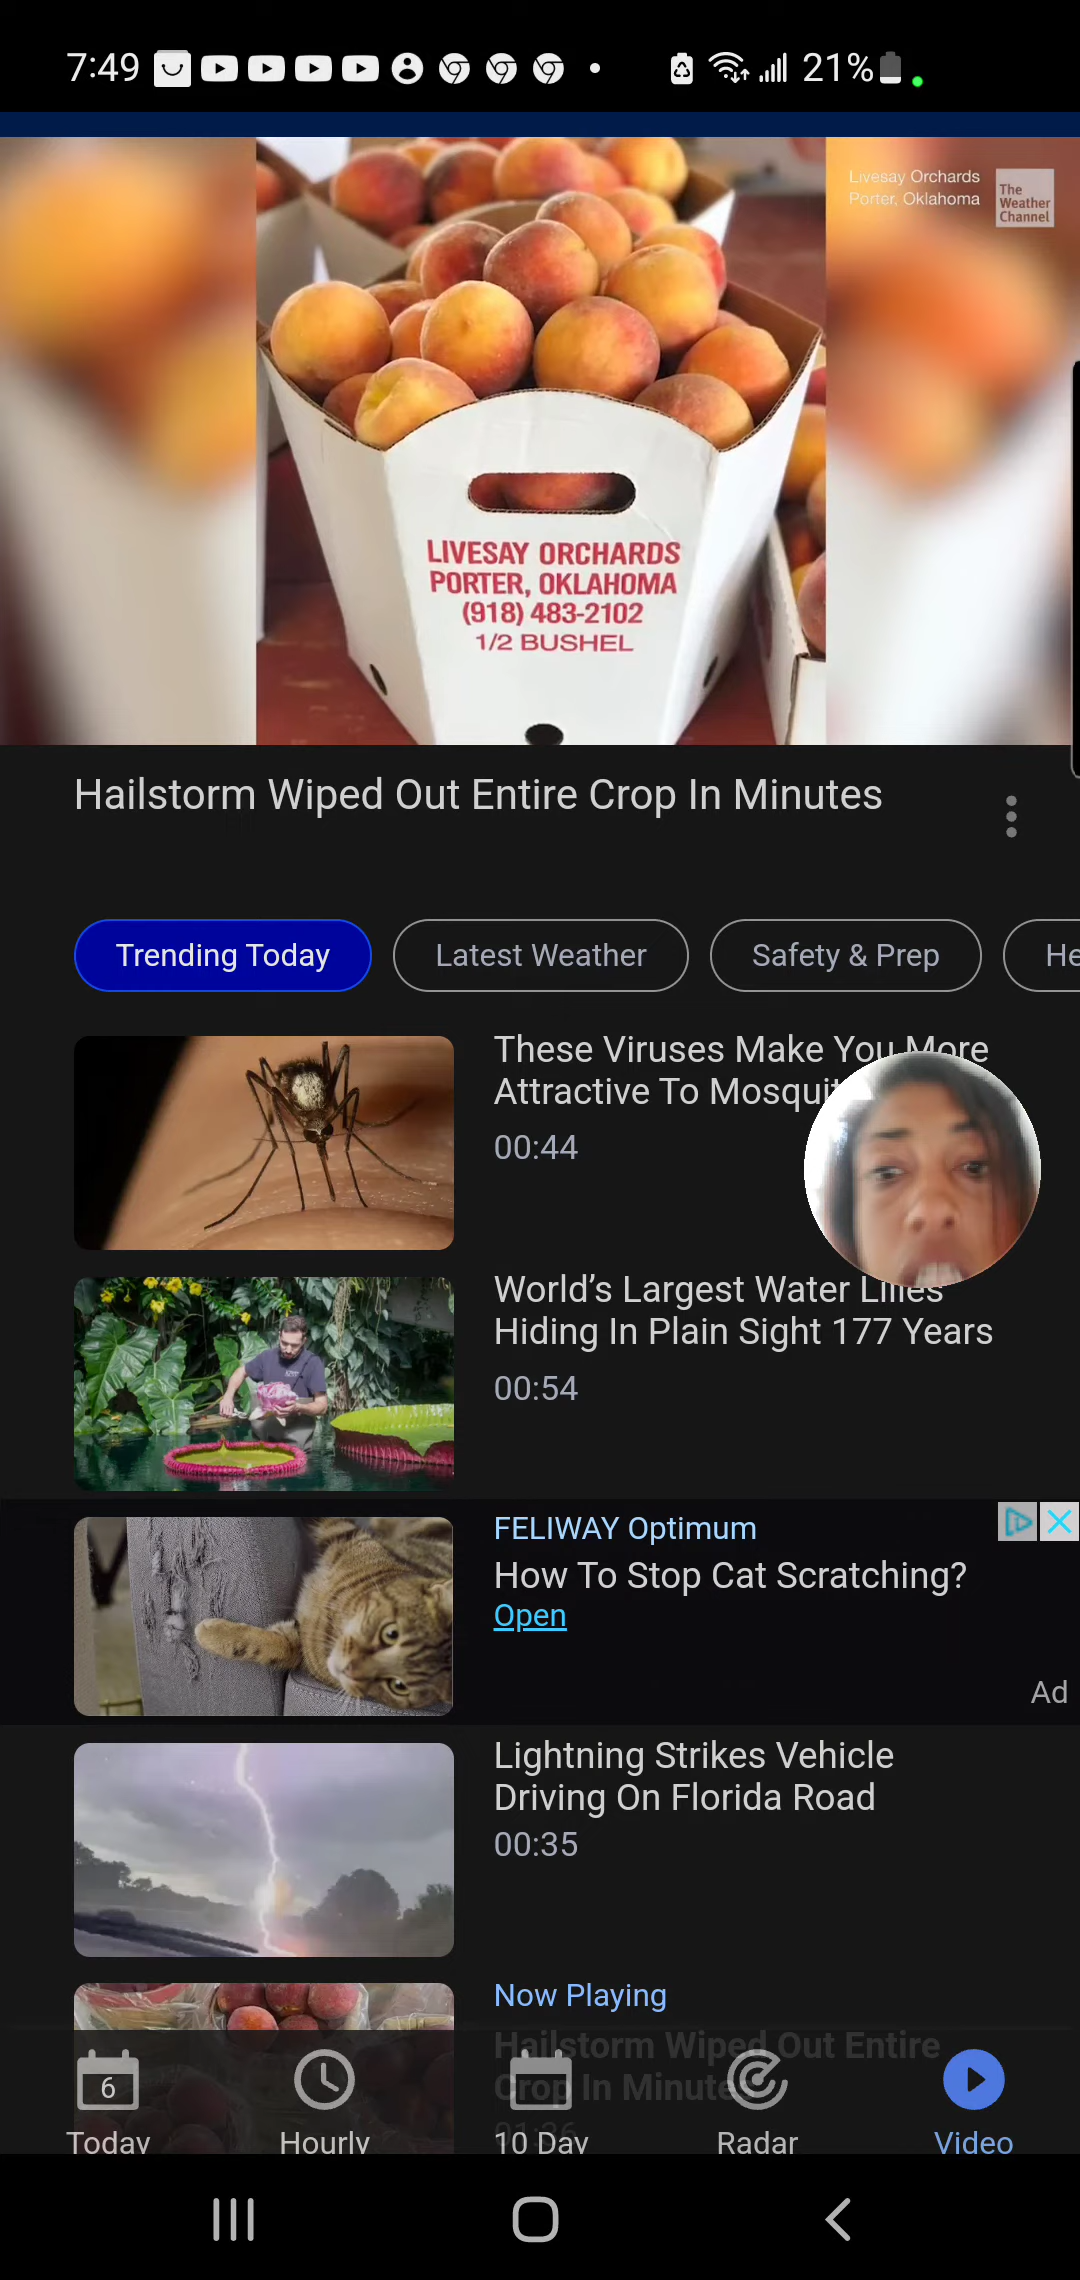 7:49
21%
Livesay Orchards
Porter, Oklahoma
The
Weather
Channel
LIVESAY ORCHARDS
PORTER, OKLAHOMA
(918) 483-2102
1/2 BUSHEL
Hailstorm Wiped Out Entire Crop In Minutes
Trending Today
Latest Weather
Safety & Prep
He
These Viruses Make You More
Attractive To Mosquit
00:44
World’s Largest Water Lilies
Hiding In Plain Sight 177 Years
00:54
FELIWAY Optimum
How To Stop Cat Scratching?
Open
Ad
Lightning Strikes Vehicle
Driving On Florida Road
00:35
Now Playing
Hailstorm Wiped Out Entire
Crop In Minutes
01:36
6
Today
Hourly
10 Day
Radar
Video